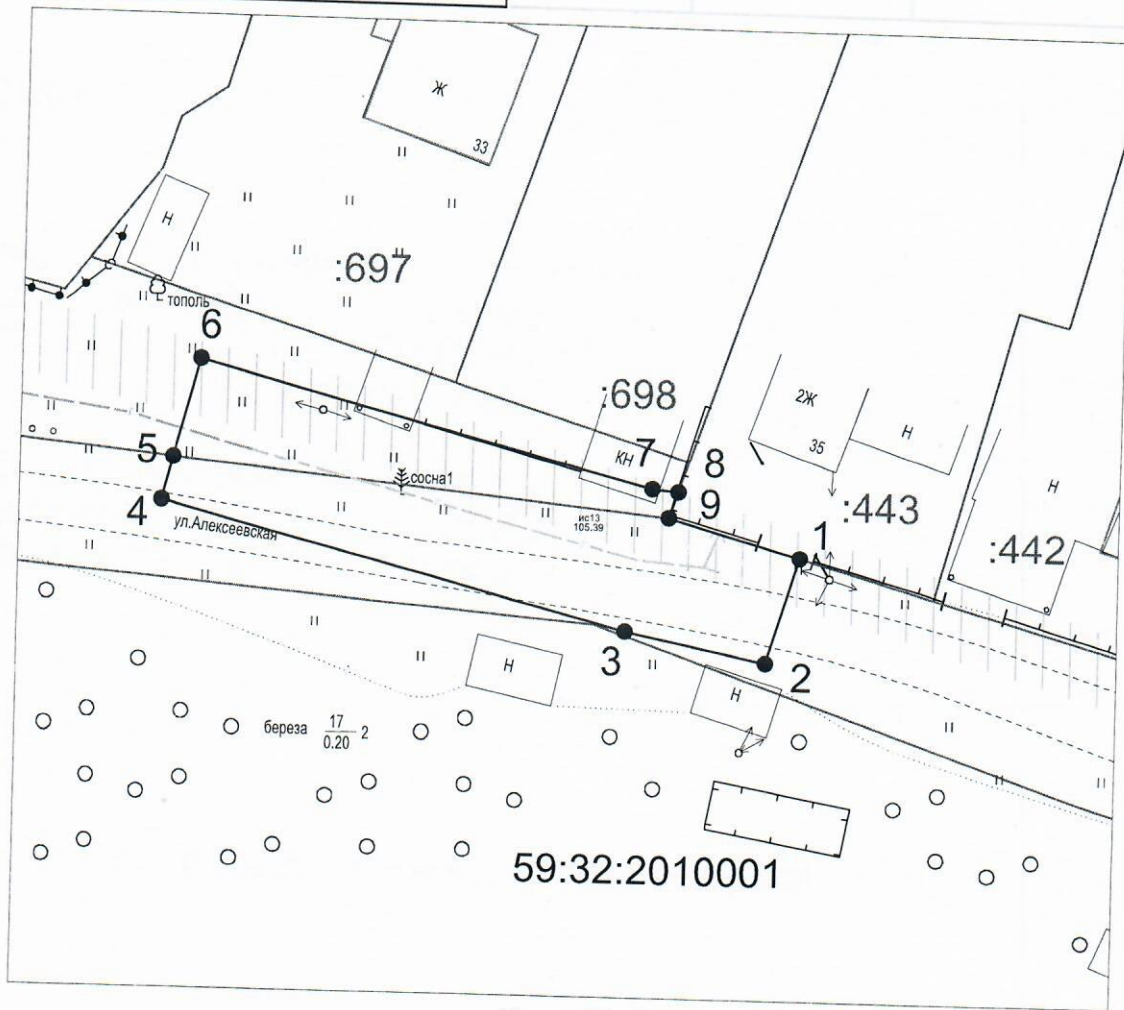 Ж
33
Н
:697
тополь
6
:698
2Ж
35
Н
Н
КН
7
8
9
5
сосна1
:443
4
ул.Алексеевская
ис13
105.39
1
:442
3
2
Н
Н
береза 17 2
0.20
59:32:2010001